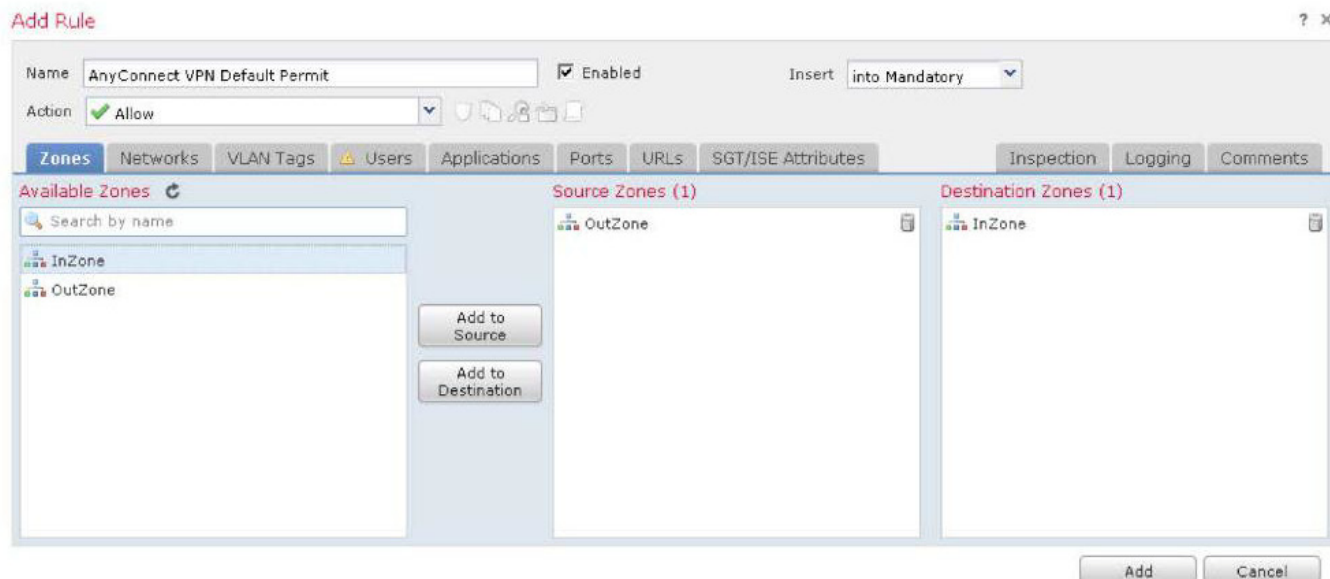 Add Rule ? X
Name AnyConnect VPN Default Permit Enabled Insert into Mandatory
Action Allow
Zones Networks VLAN Tags Users Applications Ports URLs SGT/ISE Attributes Inspection Logging Comments
Available Zones Source Zones (1) Destination Zones (1)
Search by name OutZone InZone
InZone
OutZone
Add to
Source
Add to
Destination
Add Cancel